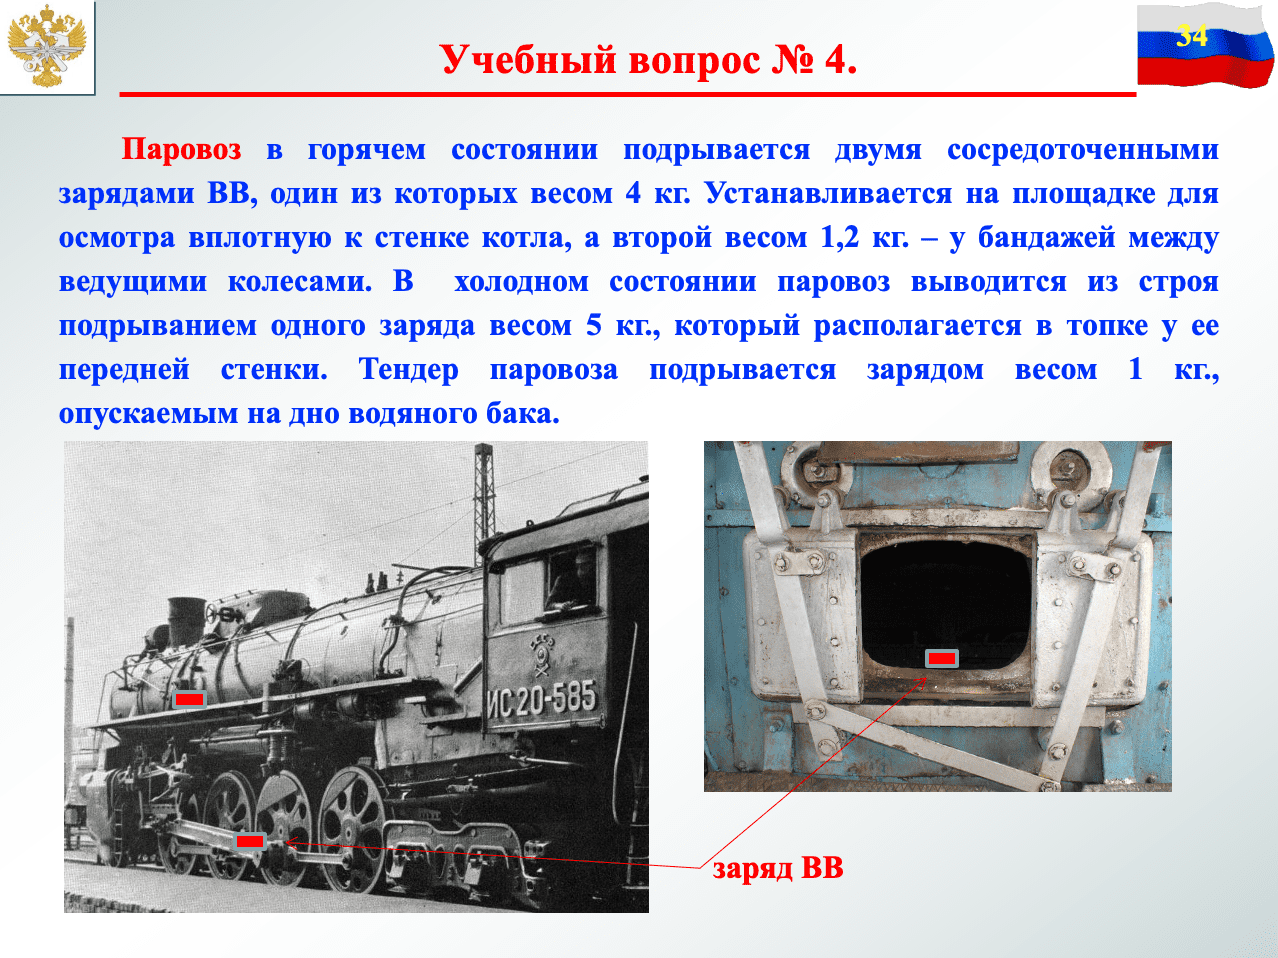 34
Учебный вопрос № 4.
Паровоз в горячем состоянии подрывается двумя сосредоточенными
зарядами ВВ, один из которых весом 4 кг. Устанавливается на площадке для
осмотра вплотную к стенке котла, а второй весом 1,2 кг. – у бандажей между
ведущими колесами. В холодном состоянии паровоз выводится из строя
подрыванием одного заряда весом 5 кг., который располагается в топке у ее
передней стенки. Тендер паровоза подрывается зарядом весом 1 кг.,
опускаемым на дно водяного бака.
СССР
ИС20-585
заряд ВВ